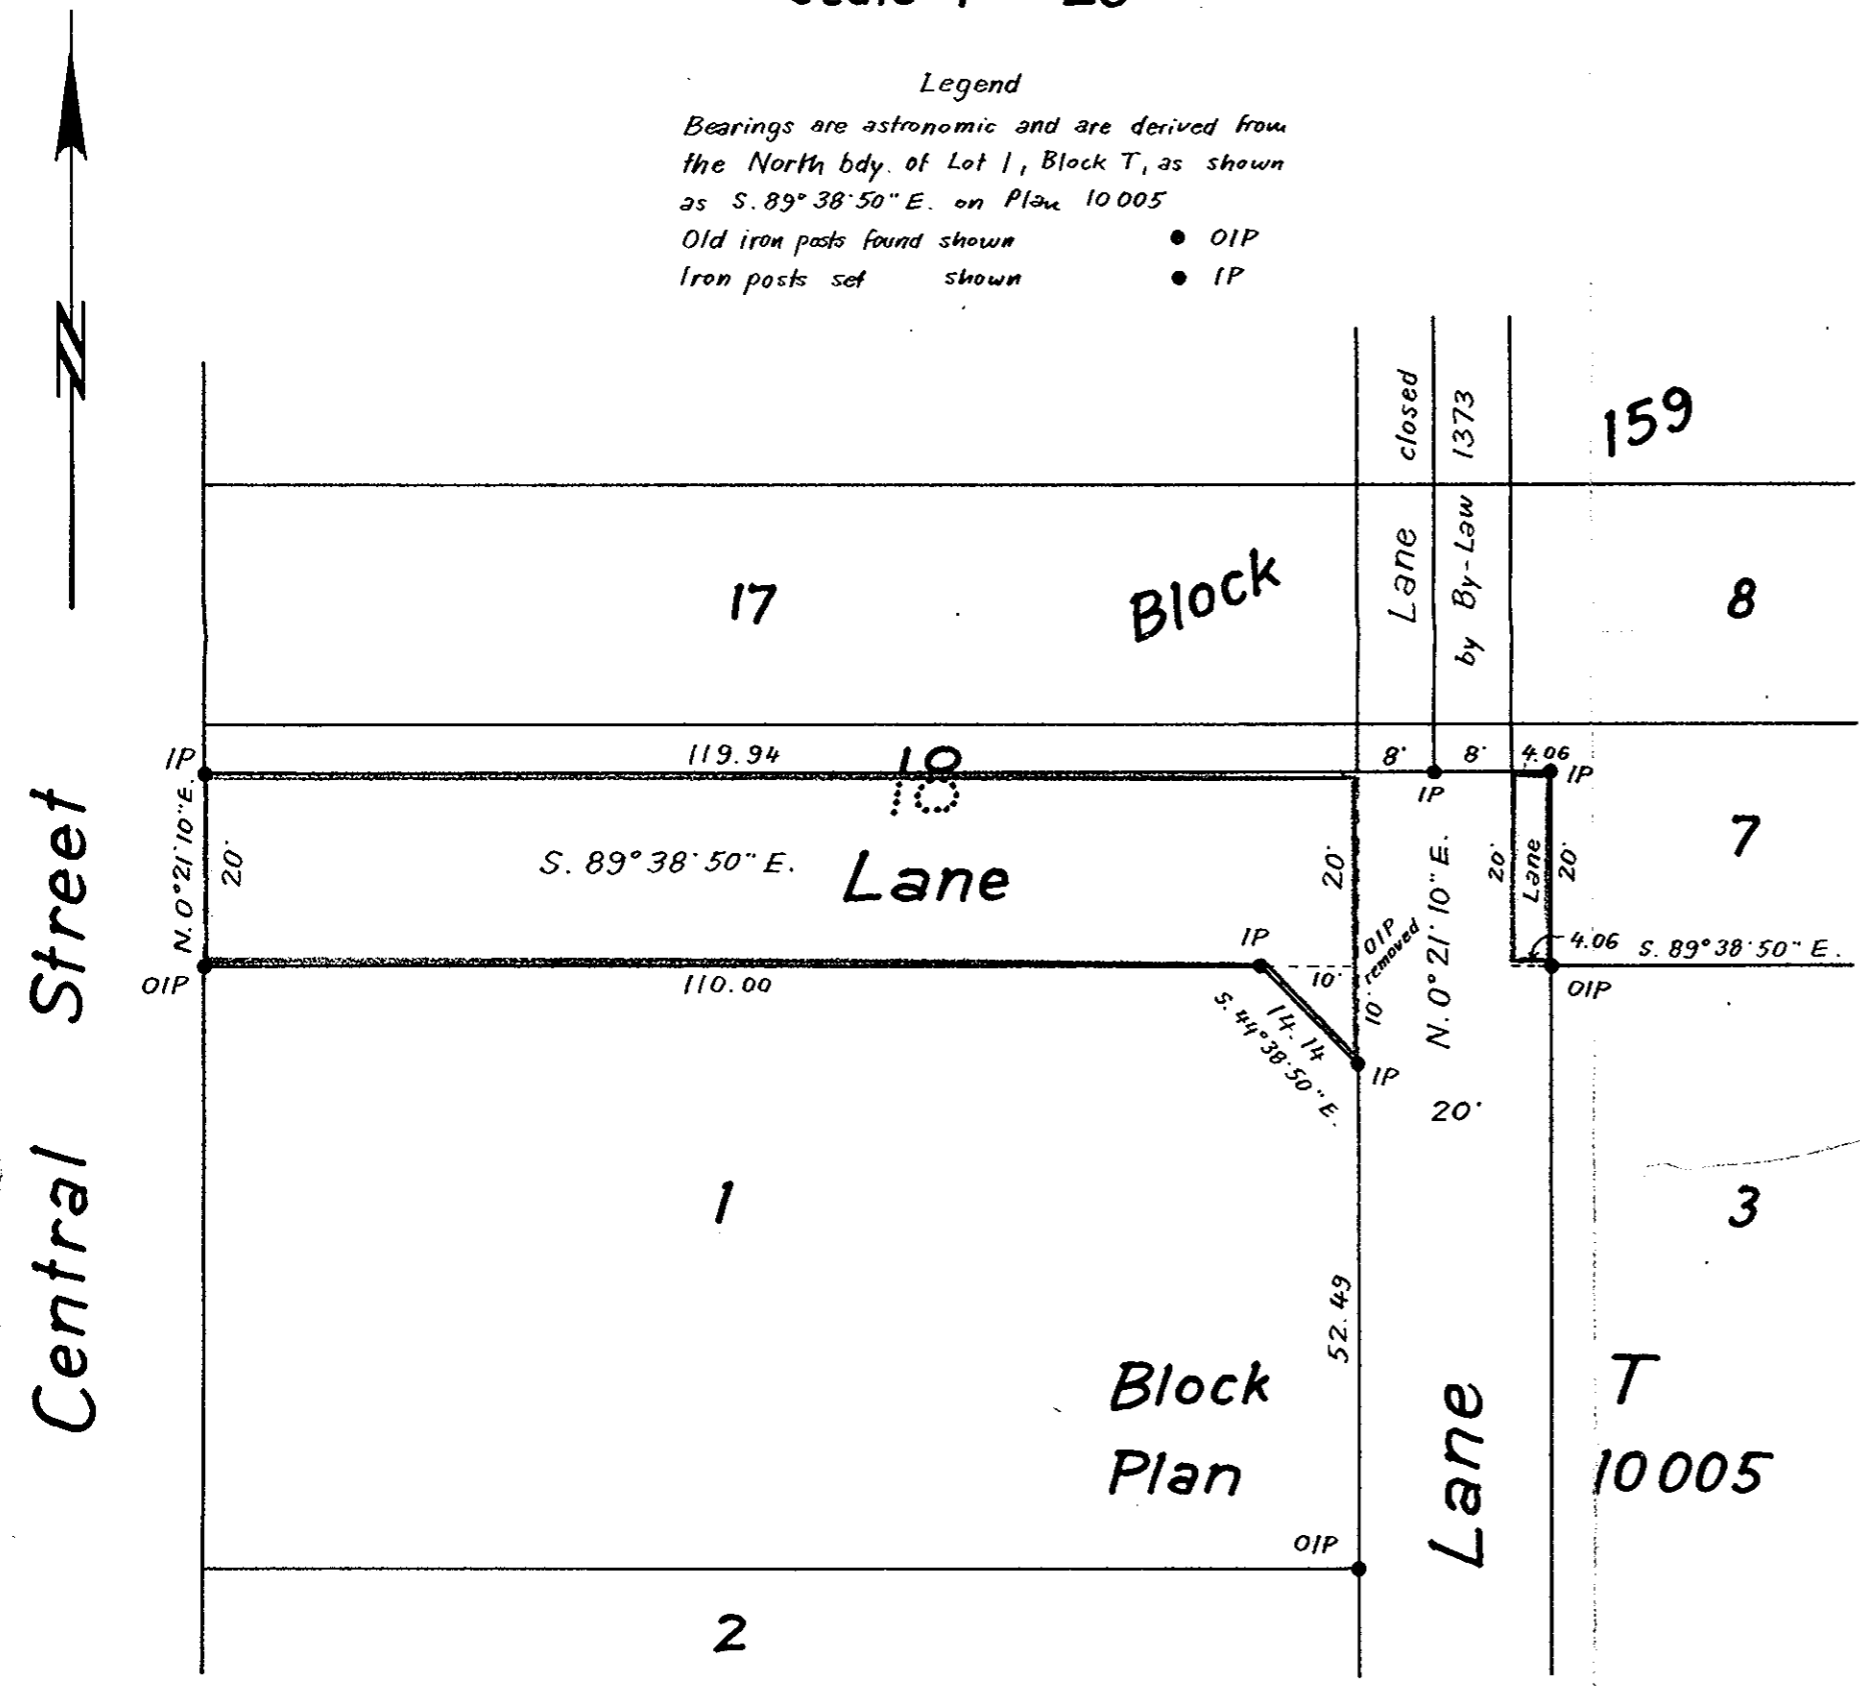 Legend
Bearings are astronomic and are derived from
the North bdy. of Lot 1, Block T, as shown
as S. 89° 38' 50" E. on Plan 10005
Old iron posts found shown ● OIP
Iron posts set shown ● IP
N
Lane closed
by By-Law 1373
159
17
Block
8
IP
119.94
18
18
8'
8'
4.06
IP
IP
N. 0° 21' 10" E.
20'
S. 89° 38' 50" E.
Lane
20'
N. 0° 21' 10" E.
20'
Lane
20'
7
IP
OIP
removed
10'
10'
4.06
S. 89° 38' 50" E.
OIP
110.00
OIP
14.14
S. 44° 38' 50" E.
IP
20'
Central Street
1
3
52.49
Block
T
Plan
10005
Lane
OIP
2